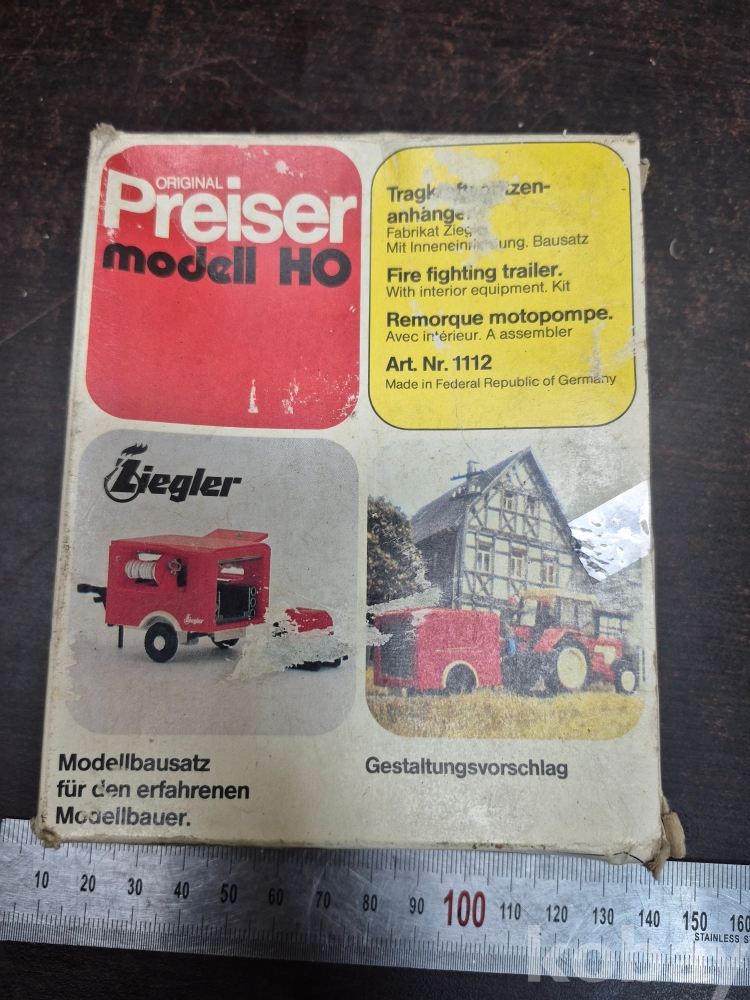 ORIGINAL
Preiser
modell HO
anhänge
Fabrikat
Mit Bausatz
Fire fighting trailer.
With interior equipment. Kit
Remorque motopompe.
Avec intérieur. A assembler
Art. Nr. 1112
Made in Federal Republic of Germany
Ziegler
Ziegler
Modellbausatz
für den erfahrenen
Modellbauer.
Gestaltungsvorschlag
10 20 30 40 50 60 70 80 90 100 110 120 130 140 150 160
STAINLESS